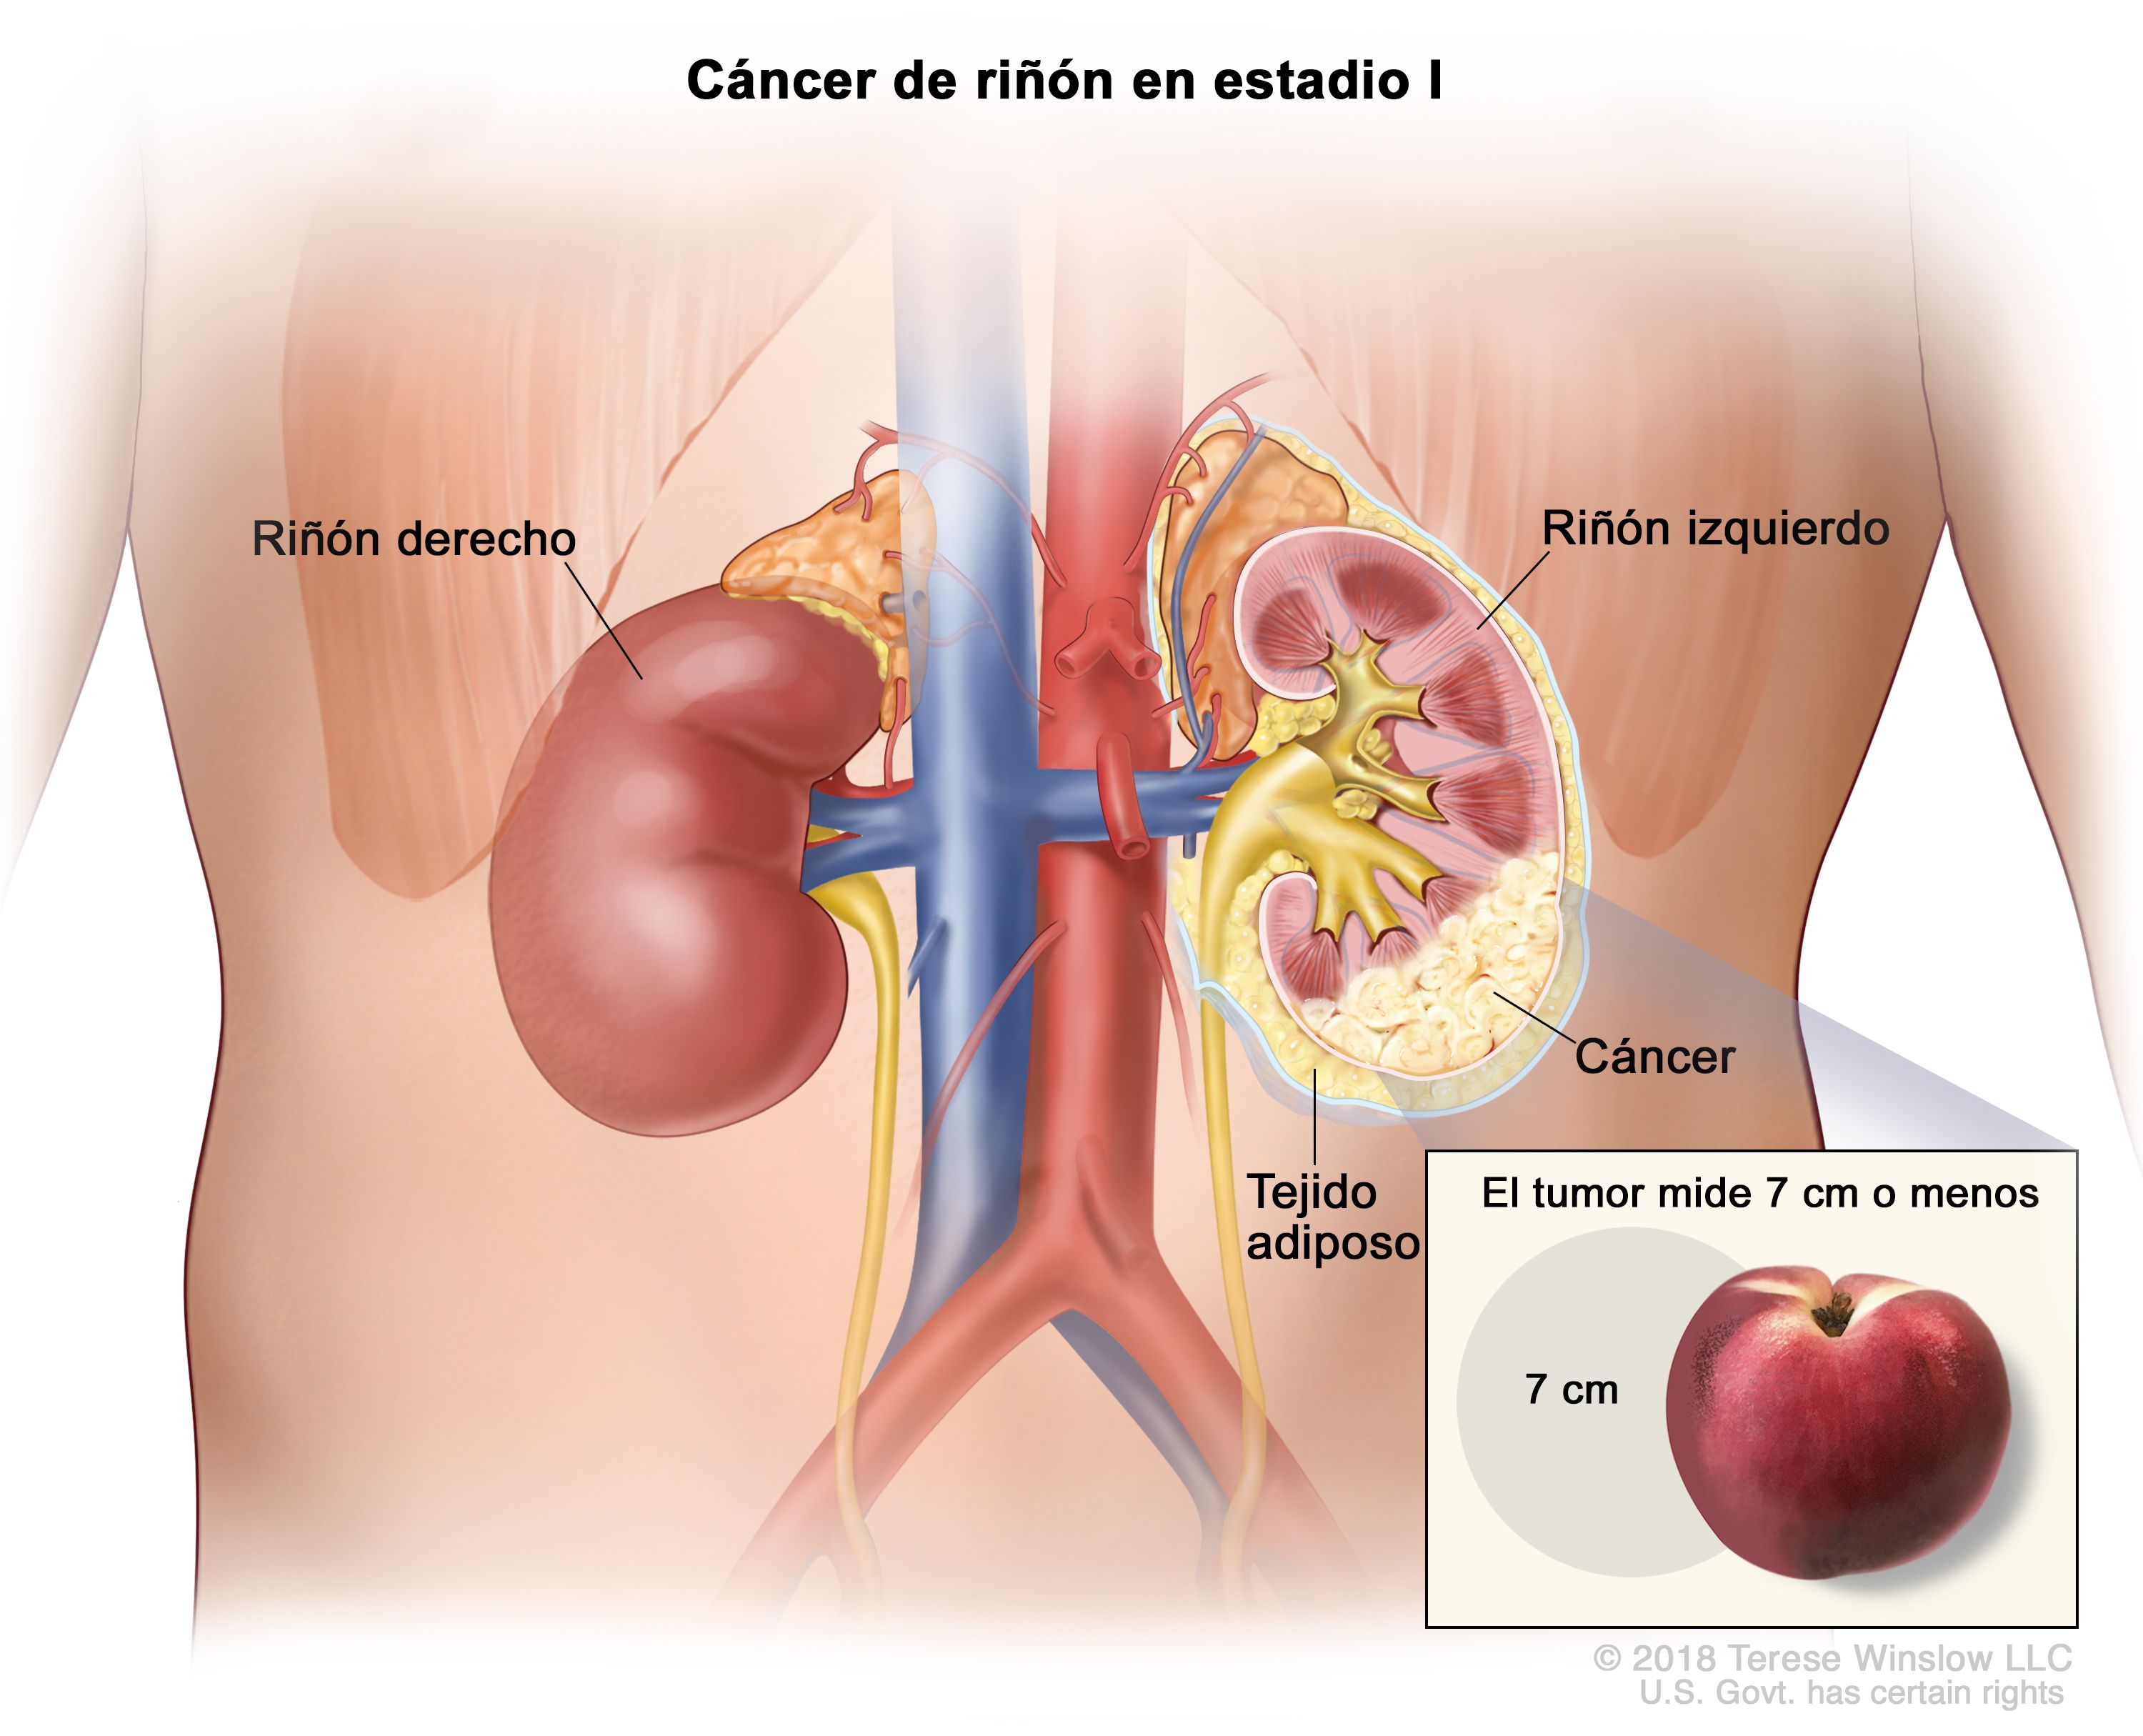 Cáncer de riñón en estadio I
Riñón derecho
Riñón izquierdo
Cáncer
Tejido
adiposo
El tumor mide 7 cm o menos
7 cm
© 2018 Terese Winslow LLC
U.S. Govt. has certain rights